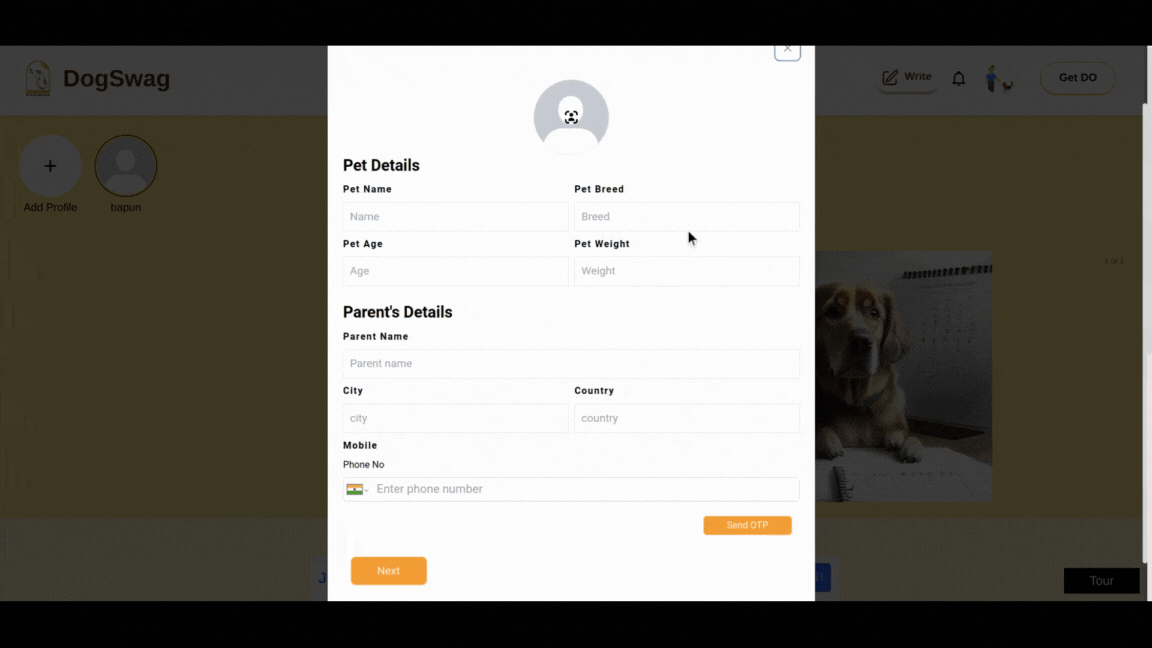 DogSwag
Write
Get DO
Add Profile
bapun
Pet Details
Pet Name
Pet Breed
Name
Breed
Pet Age
Pet Weight
Age
Weight
Parent's Details
Parent Name
Parent name
City
Country
city
country
Mobile
Phone No
Enter phone number
Send OTP
Next
Tour